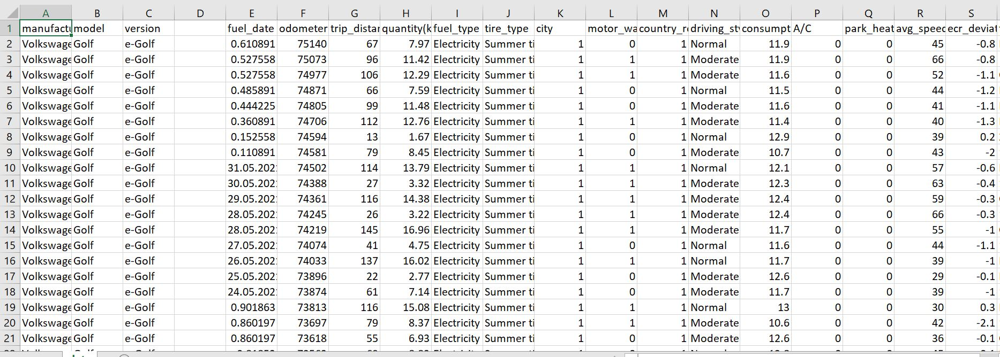 A B C D E F G H I J K L M N O P Q R S
1 manufactu model version fuel_date odometer trip_distar quantity(k fuel_type tire_type city motor_wa country_r driving_sty consumpt A/C park_heat avg_speed ecr_deviat
2 Volkswage Golf e-Golf 0.610891 75140 67 7.97 Electricity Summer ti 1 0 1 Normal 11.9 0 0 45 -0.8
3 Volkswage Golf e-Golf 0.527558 75073 96 11.42 Electricity Summer ti 1 1 1 Moderate 11.9 0 0 66 -0.8
4 Volkswage Golf e-Golf 0.527558 74977 106 12.29 Electricity Summer ti 1 1 1 Moderate 11.6 0 0 52 -1.1
5 Volkswage Golf e-Golf 0.485891 74871 66 7.59 Electricity Summer ti 1 0 1 Normal 11.5 0 0 44 -1.2
6 Volkswage Golf e-Golf 0.444225 74805 99 11.48 Electricity Summer ti 1 0 1 Moderate 11.6 0 0 41 -1.1
7 Volkswage Golf e-Golf 0.360891 74706 112 12.76 Electricity Summer ti 1 1 1 Moderate 11.4 0 0 40 -1.3
8 Volkswage Golf e-Golf 0.152558 74594 13 1.67 Electricity Summer ti 1 0 1 Normal 12.9 0 0 39 0.2
9 Volkswage Golf e-Golf 0.110891 74581 79 8.45 Electricity Summer ti 1 0 1 Moderate 10.7 0 0 43 -2
10 Volkswage Golf e-Golf 31.05.202 74502 114 13.79 Electricity Summer ti 1 1 1 Normal 12.1 0 0 57 -0.6
11 Volkswage Golf e-Golf 30.05.202 74388 27 3.32 Electricity Summer ti 1 1 1 Moderate 12.3 0 0 63 -0.4
12 Volkswage Golf e-Golf 29.05.202 74361 116 14.38 Electricity Summer ti 1 1 1 Moderate 12.4 0 0 59 -0.3
13 Volkswage Golf e-Golf 28.05.202 74245 26 3.22 Electricity Summer ti 1 1 1 Moderate 12.4 0 0 66 -0.3
14 Volkswage Golf e-Golf 28.05.202 74219 145 16.96 Electricity Summer ti 1 1 1 Moderate 11.7 0 0 55 -1
15 Volkswage Golf e-Golf 27.05.202 74074 41 4.75 Electricity Summer ti 1 0 1 Normal 11.6 0 0 44 -1.1
16 Volkswage Golf e-Golf 26.05.202 74033 137 16.02 Electricity Summer ti 1 1 1 Normal 11.7 0 0 39 -1
17 Volkswage Golf e-Golf 25.05.202 73896 22 2.77 Electricity Summer ti 1 0 1 Moderate 12.6 0 0 29 -0.1
18 Volkswage Golf e-Golf 24.05.202 73874 61 7.14 Electricity Summer ti 1 0 1 Moderate 11.7 0 0 39 -1
19 Volkswage Golf e-Golf 0.901863 73813 116 15.08 Electricity Summer ti 1 1 1 Normal 13 0 0 30 0.3
20 Volkswage Golf e-Golf 0.860197 73697 79 8.37 Electricity Summer ti 1 1 1 Moderate 10.6 0 0 42 -2.1
21 Volkswage Golf e-Golf 0.860197 73618 55 6.93 Electricity Summer ti 1 0 1 Moderate 12.6 0 0 36 -0.1